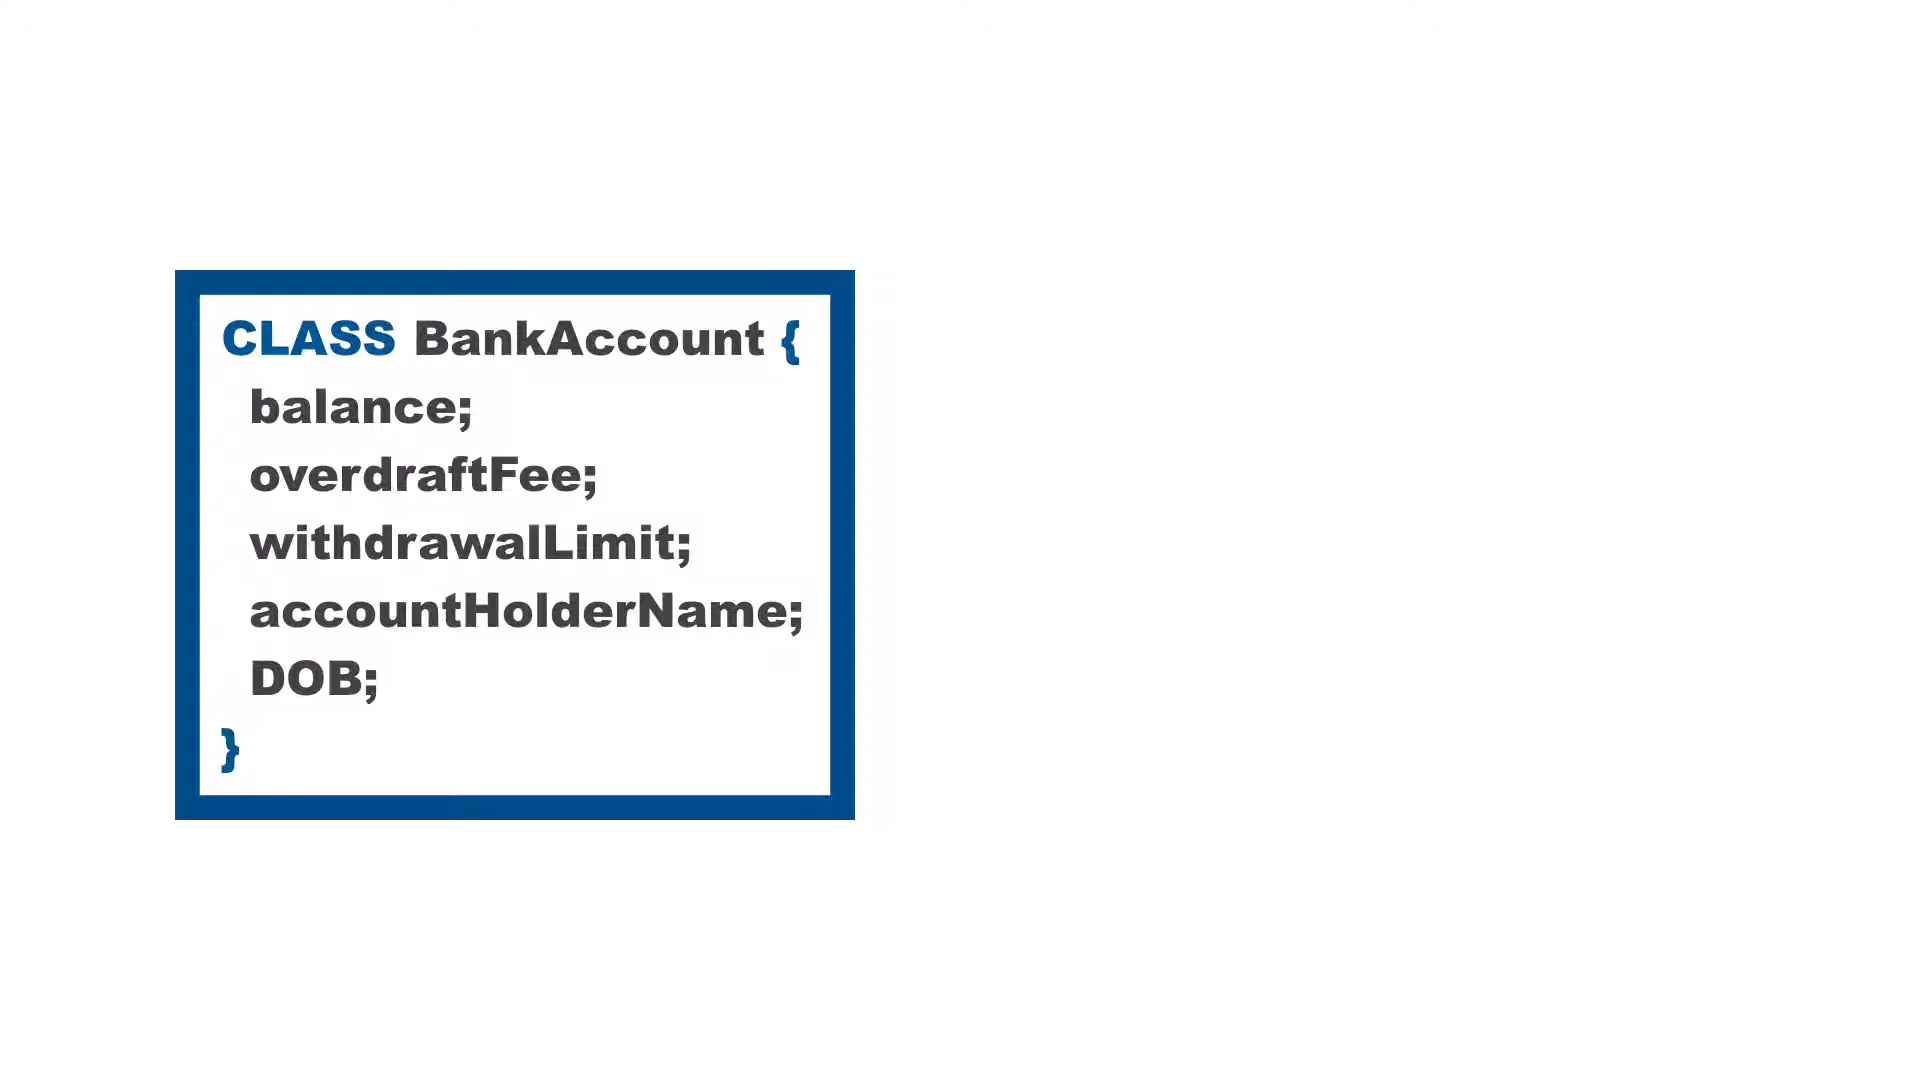 CLASS BankAccount {
balance;
overdraftFee;
withdrawalLimit;
accountHolderName;
DOB;
}